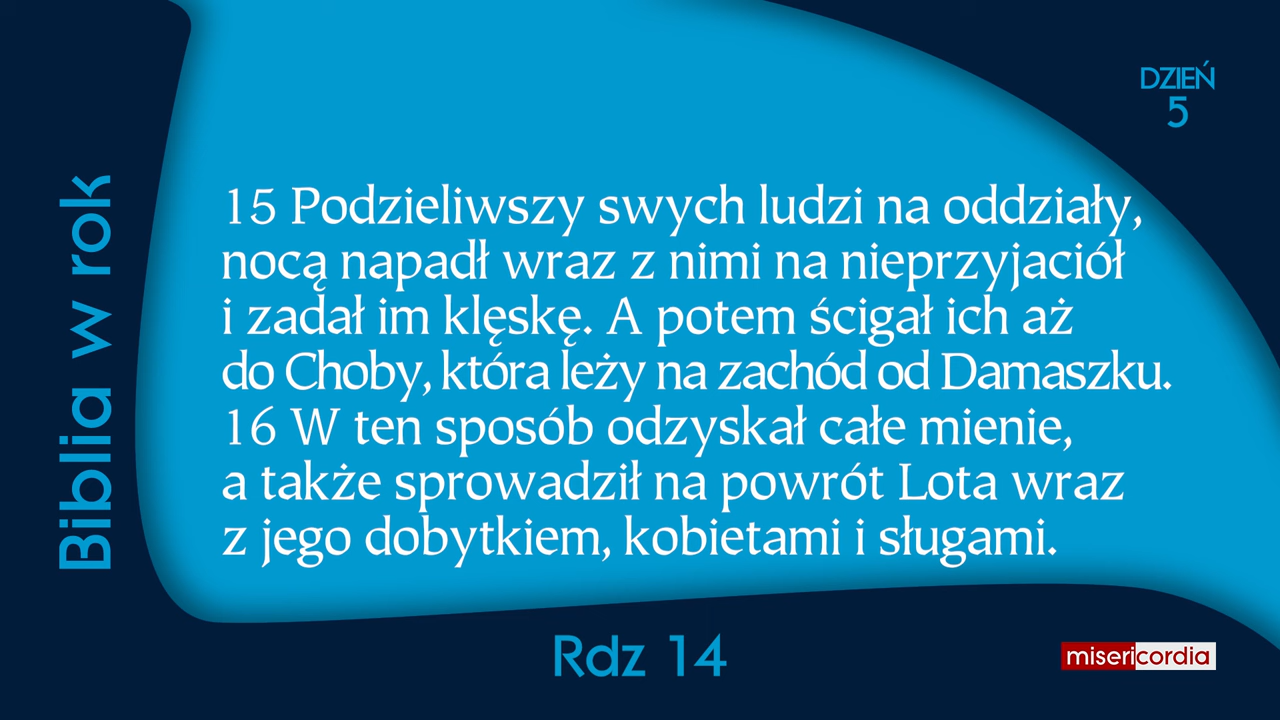 DZIEŃ
5
Biblia w rok
15 Podzieliwszy swych ludzi na oddziały,
nocą napadł wraz z nimi na nieprzyjaciół
i zadał im klęskę. A potem ścigał ich aż
do Choby, która leży na zachód od Damaszku.
16 W ten sposób odzyskał całe mienie,
a także sprowadził na powrót Lota wraz
z jego dobytkiem, kobietami i sługami.
Rdz 14
misericordia